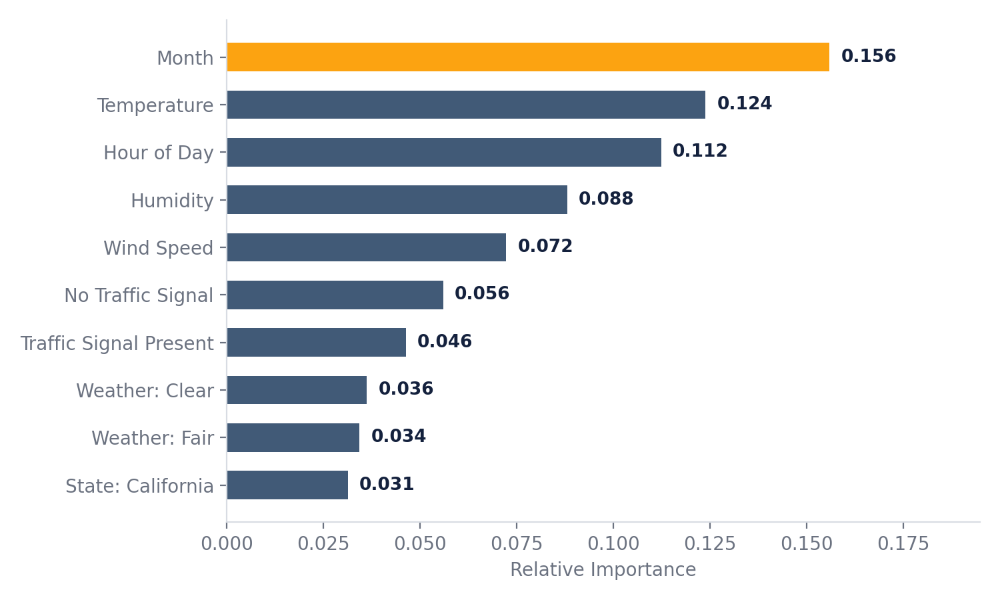 Month 0.156
Temperature 0.124
Hour of Day 0.112
Humidity 0.088
Wind Speed 0.072
No Traffic Signal 0.056
Traffic Signal Present 0.046
Weather: Clear 0.036
Weather: Fair 0.034
State: California 0.031
0.000 0.025 0.050 0.075 0.100 0.125 0.150 0.175
Relative Importance